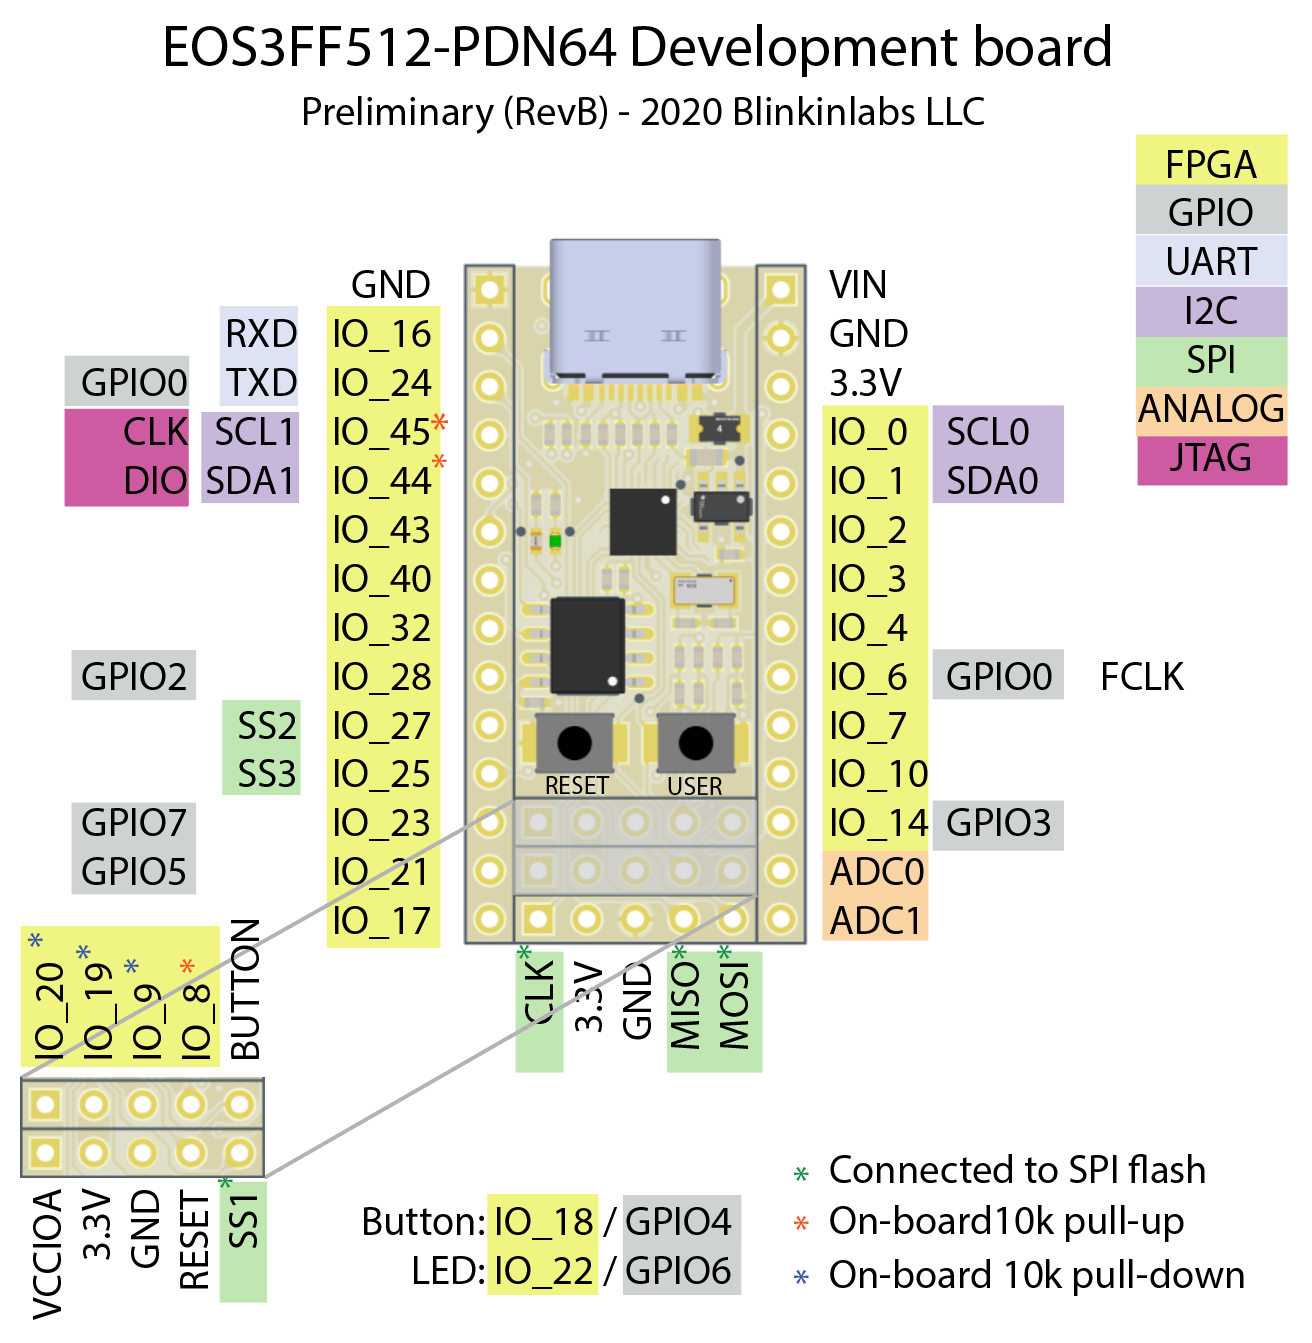 EOS3FF512-PDN64 Development board
Preliminary (RevB) - 2020 Blinkinlabs LLC
FPGA
GPIO
UART
I2C
SPI
ANALOG
JTAG
GND
RXD IO_16
GPIO0 TXD IO_24
CLK SCL1 IO_45*
DIO SDA1 IO_44*
IO_43
IO_40
IO_32
GPIO2 IO_28
SS2 IO_27
SS3 IO_25
GPIO7 IO_23
GPIO5 IO_21
IO_17
4
RESET
USER
VIN
GND
3.3V
IO_0 SCL0
IO_1 SDA0
IO_2
IO_3
IO_4
IO_6 GPIO0 FCLK
IO_7
IO_10
IO_14 GPIO3
ADC0
ADC1
CLK*
3.3V
GND
MISO*
MOSI*
IO_20*
IO_19*
IO_9*
IO_8*
BUTTON
VCCIOA
3.3V
GND
RESET
SS1*
Button: IO_18 / GPIO4
LED: IO_22 / GPIO6
* Connected to SPI flash
* On-board10k pull-up
* On-board 10k pull-down